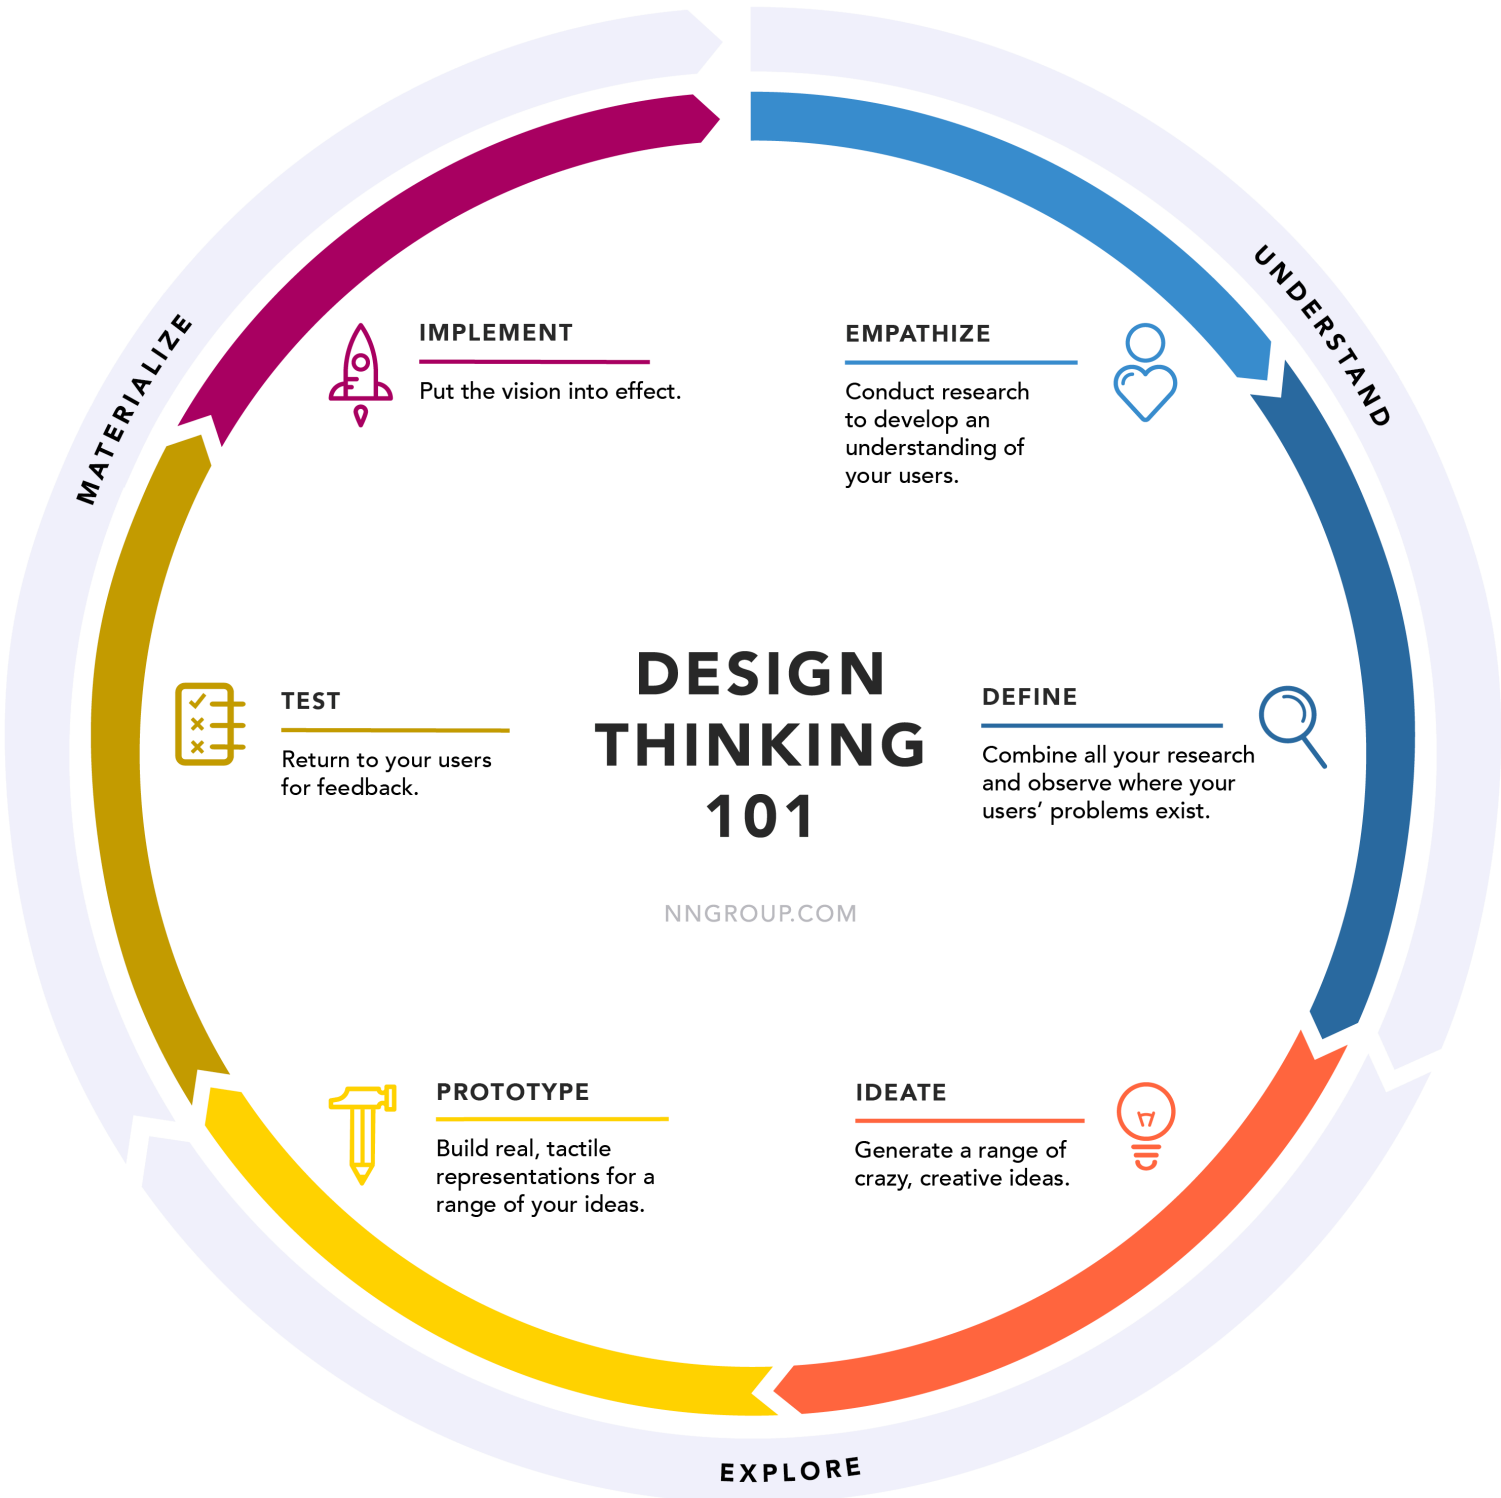 DESIGN
THINKING
101
NNGROUP.COM
UNDERSTAND
EMPATHIZE
Conduct research
to develop an
understanding of
your users.
DEFINE
Combine all your research
and observe where your
users’ problems exist.
EXPLORE
IDEATE
Generate a range of
crazy, creative ideas.
PROTOTYPE
Build real, tactile
representations for a
range of your ideas.
MATERIALIZE
TEST
Return to your users
for feedback.
IMPLEMENT
Put the vision into effect.